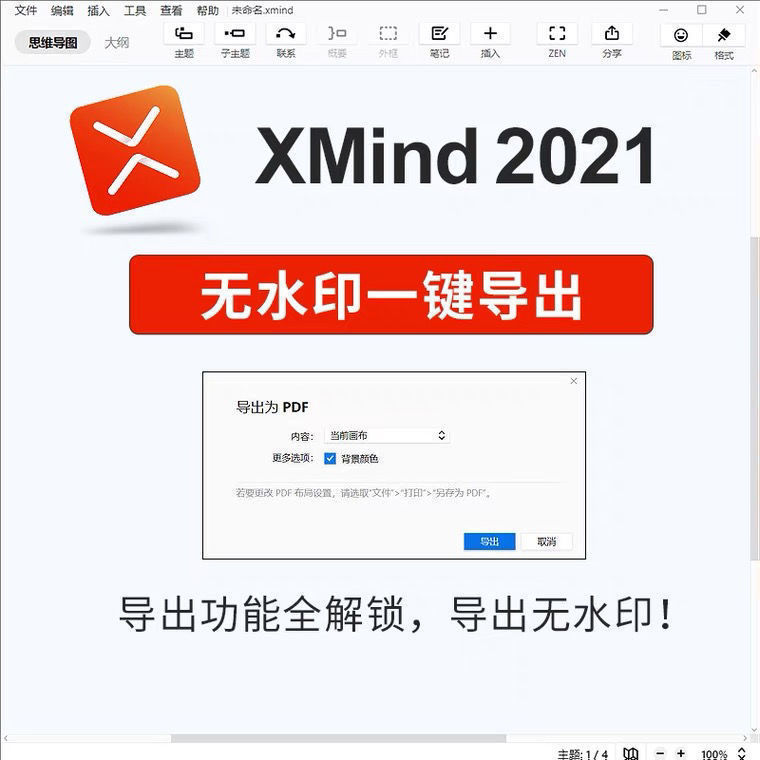 文件 编辑 插入 工具 查看 帮助 未命名.xmind
思维导图 大纲
主题 子主题 联系 概要 外框 笔记 插入 ZEN 分享 图标 格式
XMind 2021
无水印一键导出
导出为 PDF
内容: 当前画布
更多选项: 背景颜色
若要更改 PDF 布局设置，请选取“文件”>“打印”>“另存为 PDF”。
导出 取消
导出功能全解锁，导出无水印！
主题: 1 / 4 100%